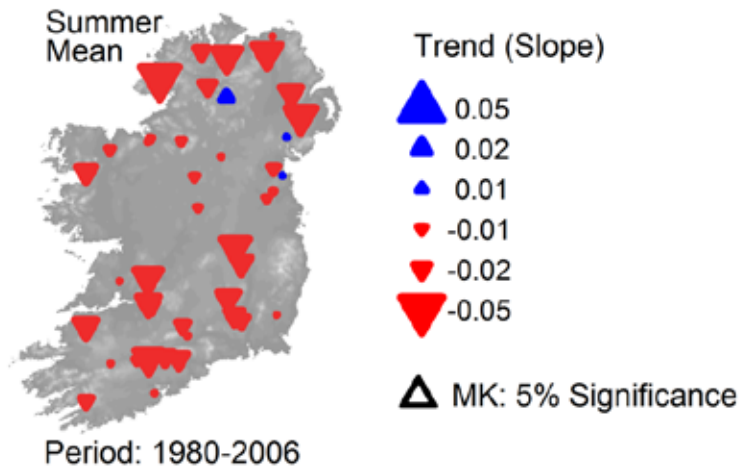 Summer
Mean
Trend (Slope)
0.05
0.02
0.01
-0.01
-0.02
-0.05
MK: 5% Significance
Period: 1980-2006